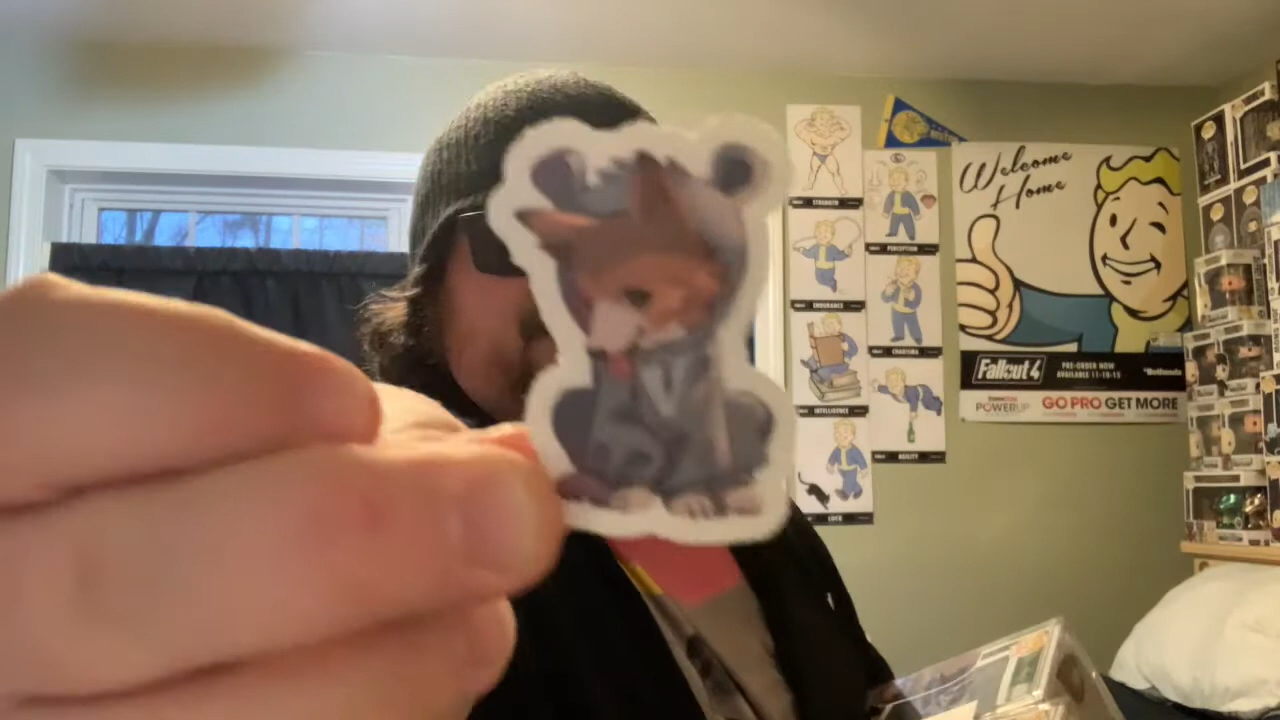 STRENGTH
PERCEPTION
ENDURANCE
CHARISMA
INTELLIGENCE
AGILITY
LUCK
Welcome
Home
Fallout 4
PRE-ORDER NOW
AVAILABLE 11-10-15
Bethesda
POWERUP
GO PRO GET MORE